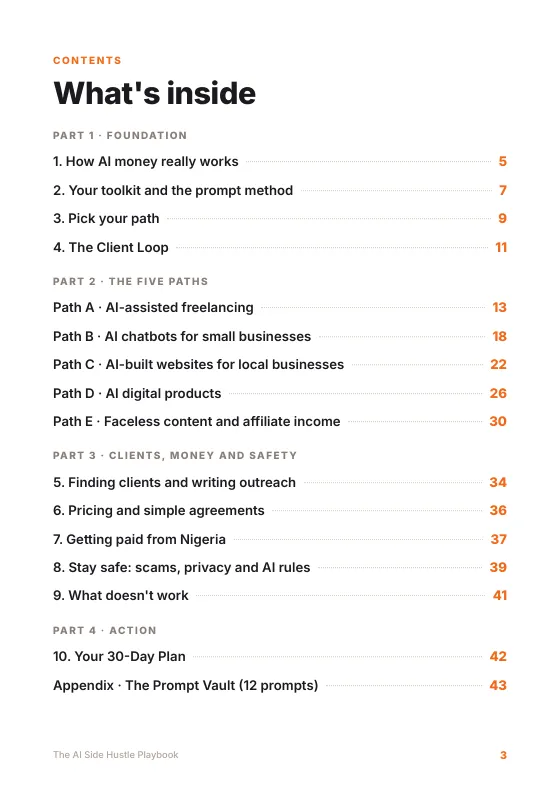 CONTENTS
What's inside
PART 1 · FOUNDATION
1. How AI money really works 5
2. Your toolkit and the prompt method 7
3. Pick your path 9
4. The Client Loop 11
PART 2 · THE FIVE PATHS
Path A · AI-assisted freelancing 13
Path B · AI chatbots for small businesses 18
Path C · AI-built websites for local businesses 22
Path D · AI digital products 26
Path E · Faceless content and affiliate income 30
PART 3 · CLIENTS, MONEY AND SAFETY
5. Finding clients and writing outreach 34
6. Pricing and simple agreements 36
7. Getting paid from Nigeria 37
8. Stay safe: scams, privacy and AI rules 39
9. What doesn't work 41
PART 4 · ACTION
10. Your 30-Day Plan 42
Appendix · The Prompt Vault (12 prompts) 43
The AI Side Hustle Playbook 3